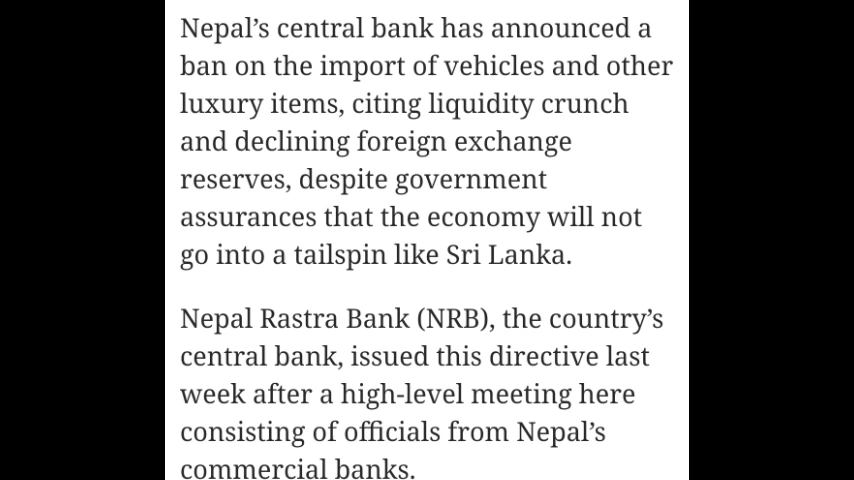 Nepal’s central bank has announced a
ban on the import of vehicles and other
luxury items, citing liquidity crunch
and declining foreign exchange
reserves, despite government
assurances that the economy will not
go into a tailspin like Sri Lanka.
Nepal Rastra Bank (NRB), the country’s
central bank, issued this directive last
week after a high-level meeting here
consisting of officials from Nepal’s
commercial banks.